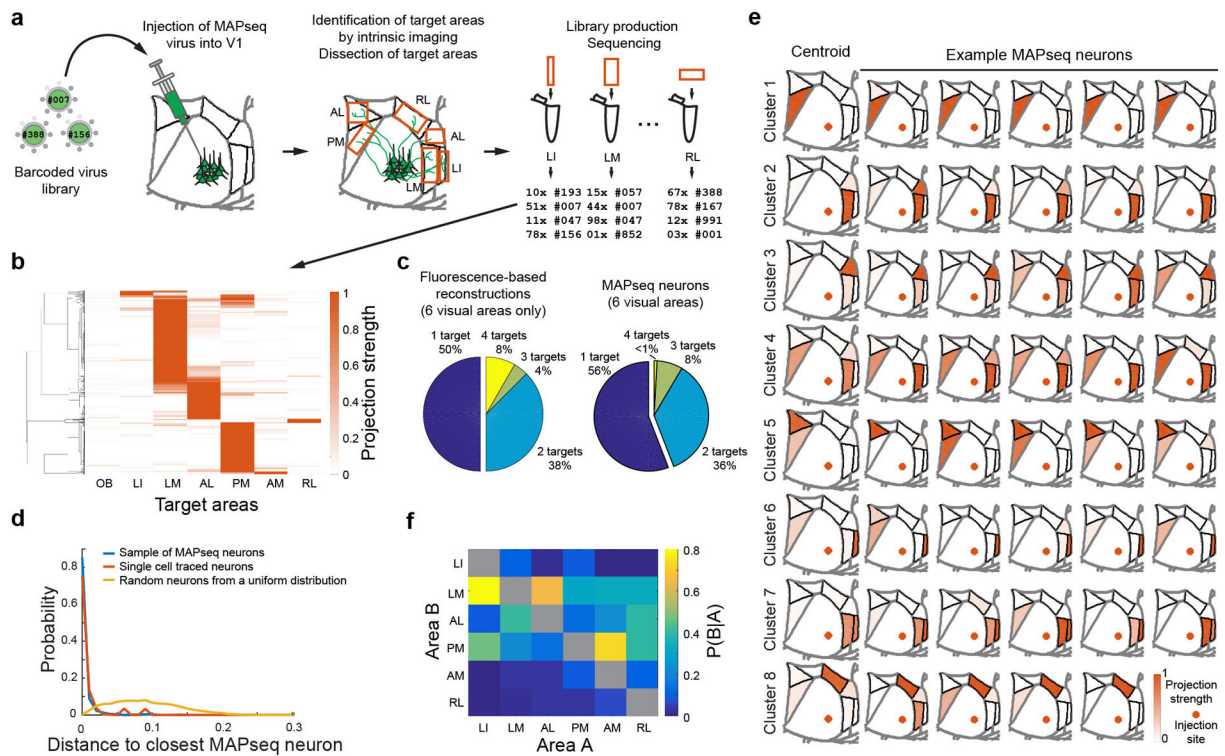 a
Injection of MAPseq
virus into V1
#007
#388
#156
Barcoded virus
library
Identification of target areas
by intrinsic imaging
Dissection of target areas
AL
RL
PM
AL
LI
LM
Library production
Sequencing
...
LI
LM
RL
10x #193 15x #057 67x #388
51x #007 44x #007 78x #167
11x #047 98x #047 12x #991
78x #156 01x #852 03x #001
b
1
0.8
0.6
0.4
0.2
0
Projection strength
OB LI LM AL PM AM RL
Target areas
c
Fluorescence-based
reconstructions
(6 visual areas only)
1 target
50%
4 targets
8%
3 targets
4%
2 targets
38%
MAPseq neurons
(6 visual areas)
4 targets
<1%
1 target
56%
3 targets
8%
2 targets
36%
d
Sample of MAPseq neurons
Single cell traced neurons
Random neurons from a uniform distribution
Probability
0.8
0.6
0.4
0.2
0
0 0.1 0.2 0.3
Distance to closest MAPseq neuron
f
Area B
LI
LM
AL
PM
AM
RL
LI LM AL PM AM RL
Area A
0.8
0.6
0.4
0.2
0
P(B|A)
e
Centroid
Example MAPseq neurons
Cluster 1
Cluster 2
Cluster 3
Cluster 4
Cluster 5
Cluster 6
Cluster 7
Cluster 8
1
Projection
strength
0
Injection
site